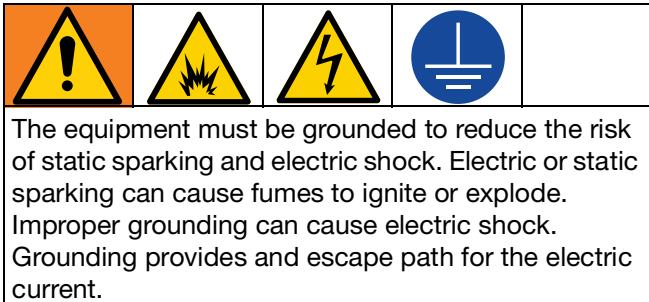 The equipment must be grounded to reduce the risk
of static sparking and electric shock. Electric or static
sparking can cause fumes to ignite or explode.
Improper grounding can cause electric shock.
Grounding provides and escape path for the electric
current.